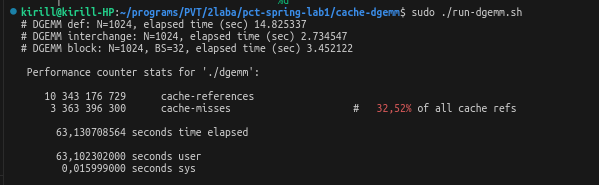 kirill@kirill-HP:~/programs/PVT/2laba/pct-spring-lab1/cache-dgemm$ sudo ./run-dgemm.sh
# DGEMM def: N=1024, elapsed time (sec) 14.825337
# DGEMM interchange: N=1024, elapsed time (sec) 2.734547
# DGEMM block: N=1024, BS=32, elapsed time (sec) 3.452122
Performance counter stats for './dgemm':
10 343 176 729 cache-references
3 363 396 300 cache-misses # 32,52% of all cache refs
63,130708564 seconds time elapsed
63,102302000 seconds user
0,015999000 seconds sys